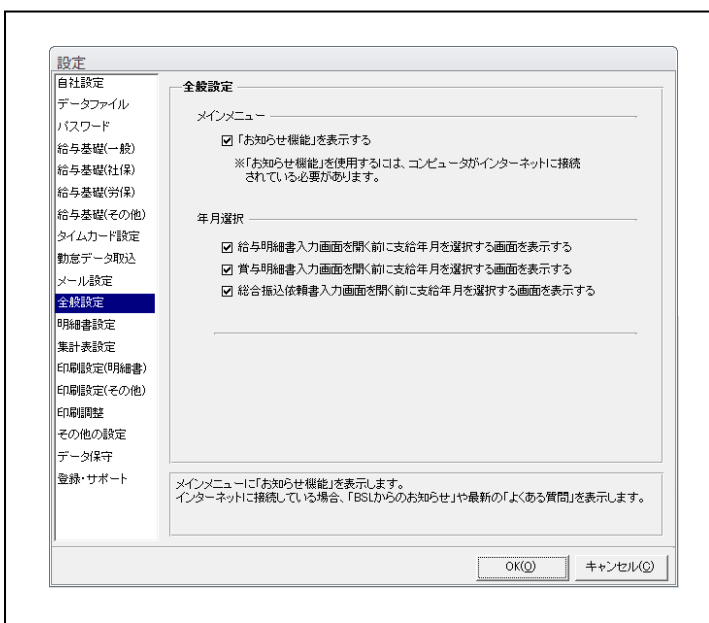 設定
自社設定
データファイル
パスワード
給与基礎(一般)
給与基礎(社保)
給与基礎(労保)
給与基礎(その他)
タイムカード設定
勤怠データ取込
メール設定
全般設定
明細書設定
集計表設定
印刷設定(明細書)
印刷設定(その他)
印刷調整
その他の設定
データ保守
登録・サポート
全般設定
メインメニュー
「お知らせ機能」を表示する
※「お知らせ機能」を使用するには、コンピュータがインターネットに接続
されている必要があります。
年月選択
給与明細書入力画面を開く前に支給年月を選択する画面を表示する
賞与明細書入力画面を開く前に支給年月を選択する画面を表示する
総合振込依頼書入力画面を開く前に支給年月を選択する画面を表示する
メインメニューに「お知らせ機能」を表示します。
インターネットに接続している場合、「BSLからのお知らせ」や最新の「よくある質問」を表示します。
OK(O)
キャンセル(C)